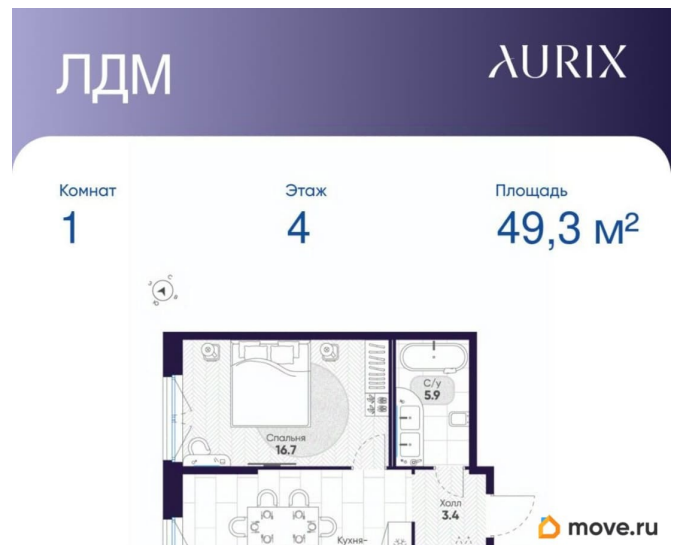 ЛДМ
AURIX
Комнат
Этаж
Площадь
1
4
49,3 м²
С/у
5.9
Спальня
16.7
Холл
3.4
Кухня-
move.ru